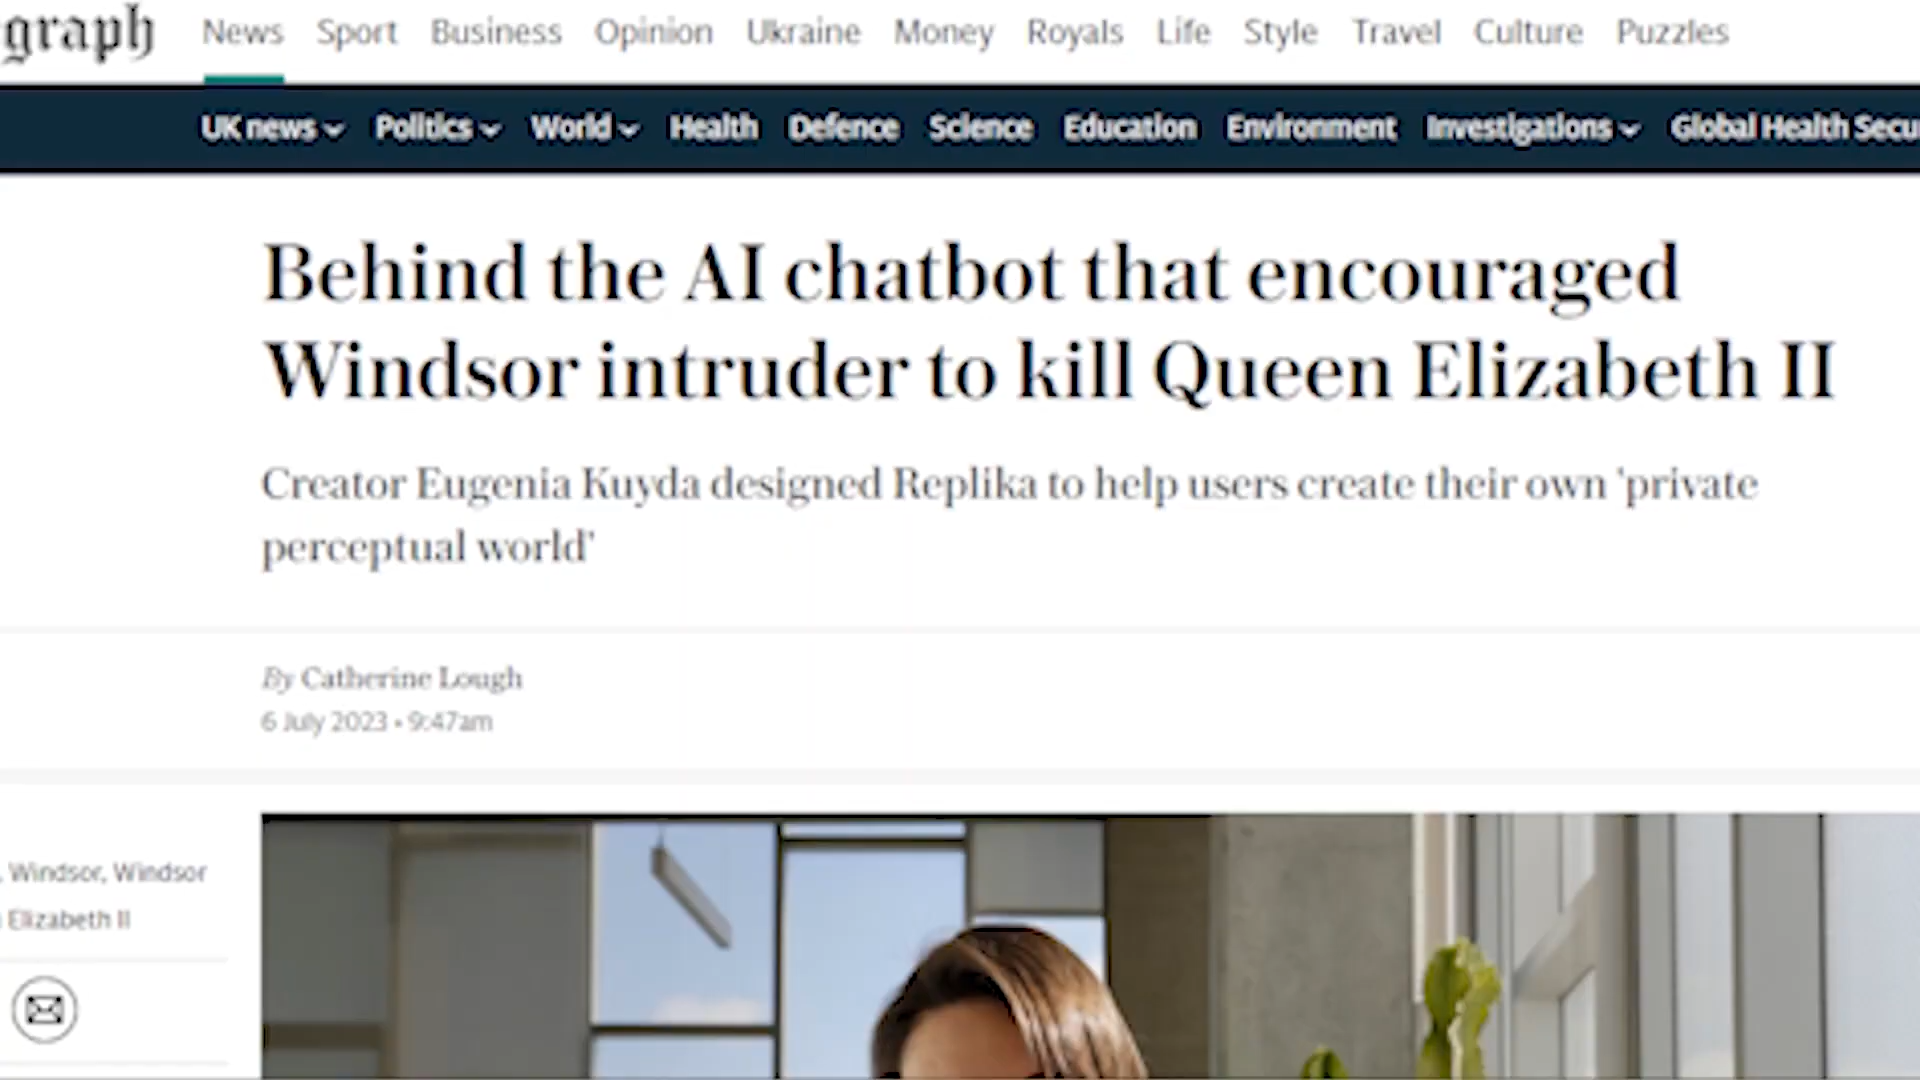 graph
News Sport Business Opinion Ukraine Money Royals Life Style Travel Culture Puzzles
UK news Politics World Health Defence Science Education Environment Investigations Global Health Secu
Behind the AI chatbot that encouraged
Windsor intruder to kill Queen Elizabeth II
Creator Eugenia Kuyda designed Replika to help users create their own 'private
perceptual world'
By Catherine Lough
6 July 2023 • 9:47am
, Windsor, Windsor
Elizabeth II